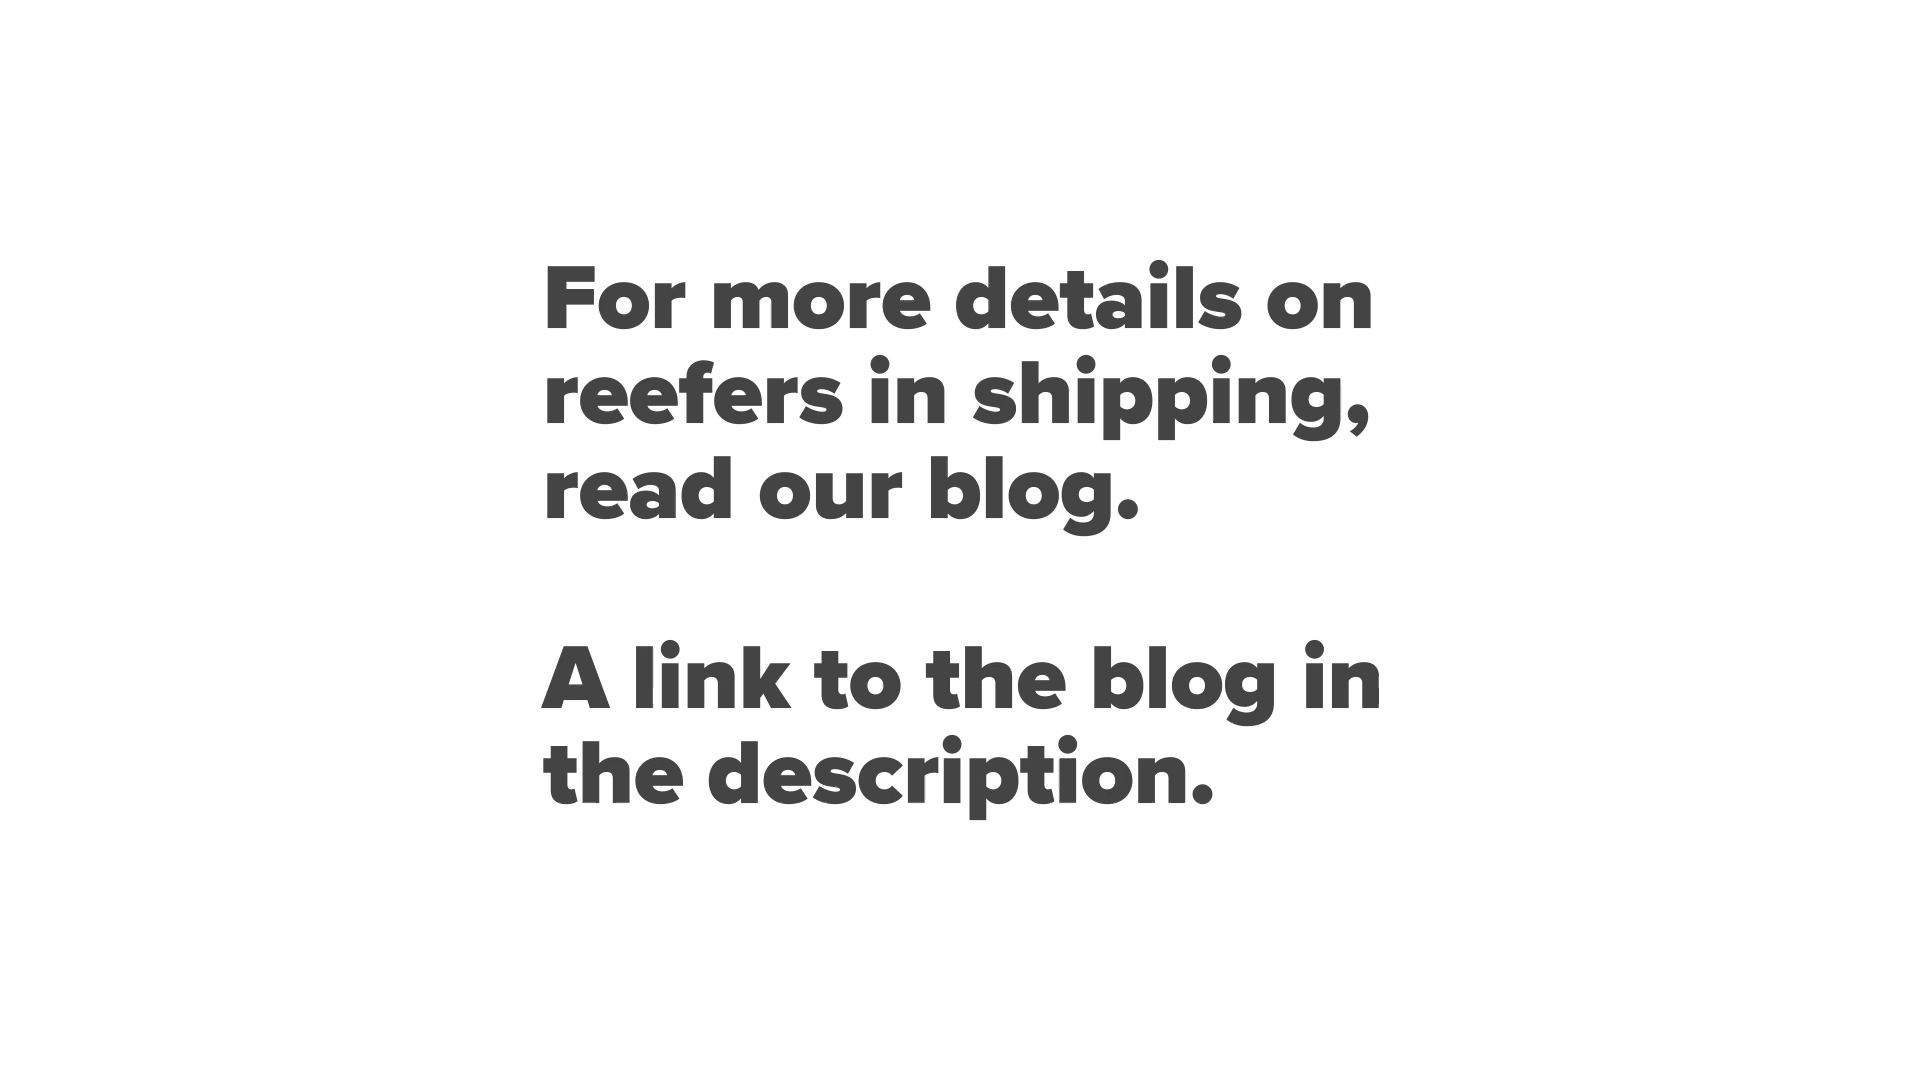 For more details on
reefers in shipping,
read our blog.
A link to the blog in
the description.